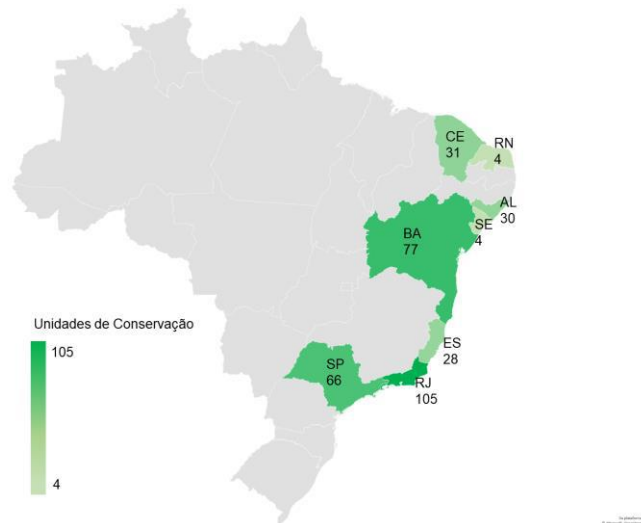 CE
31
RN
4
AL
30
SE
4
BA
77
Unidades de Conservação
105
4
ES
28
SP
66
RJ
105